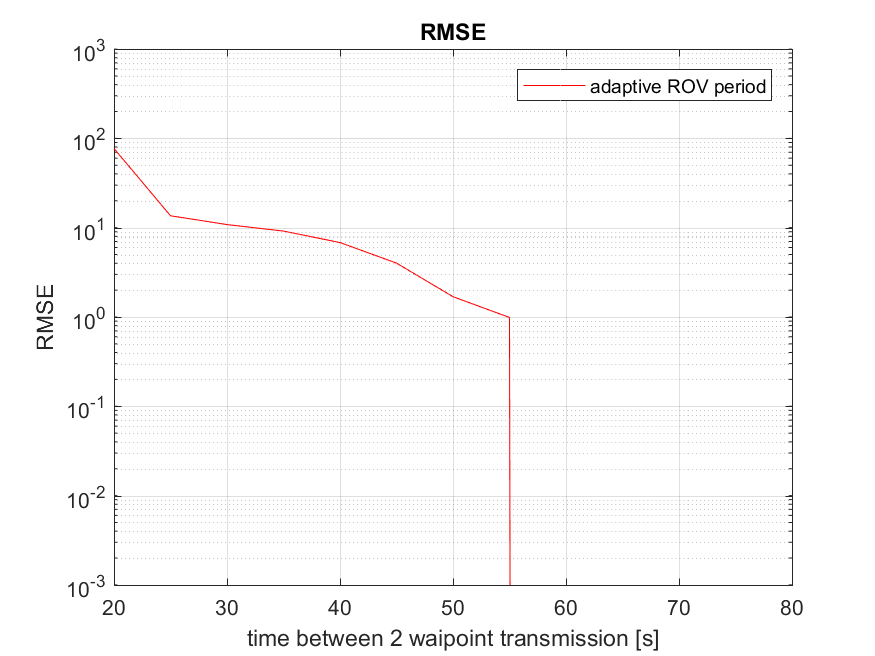 RMSE
adaptive ROV period
10^3
10^2
10^1
10^0
10^-1
10^-2
10^-3
RMSE
20 30 40 50 60 70 80
time between 2 waipoint transmission [s]